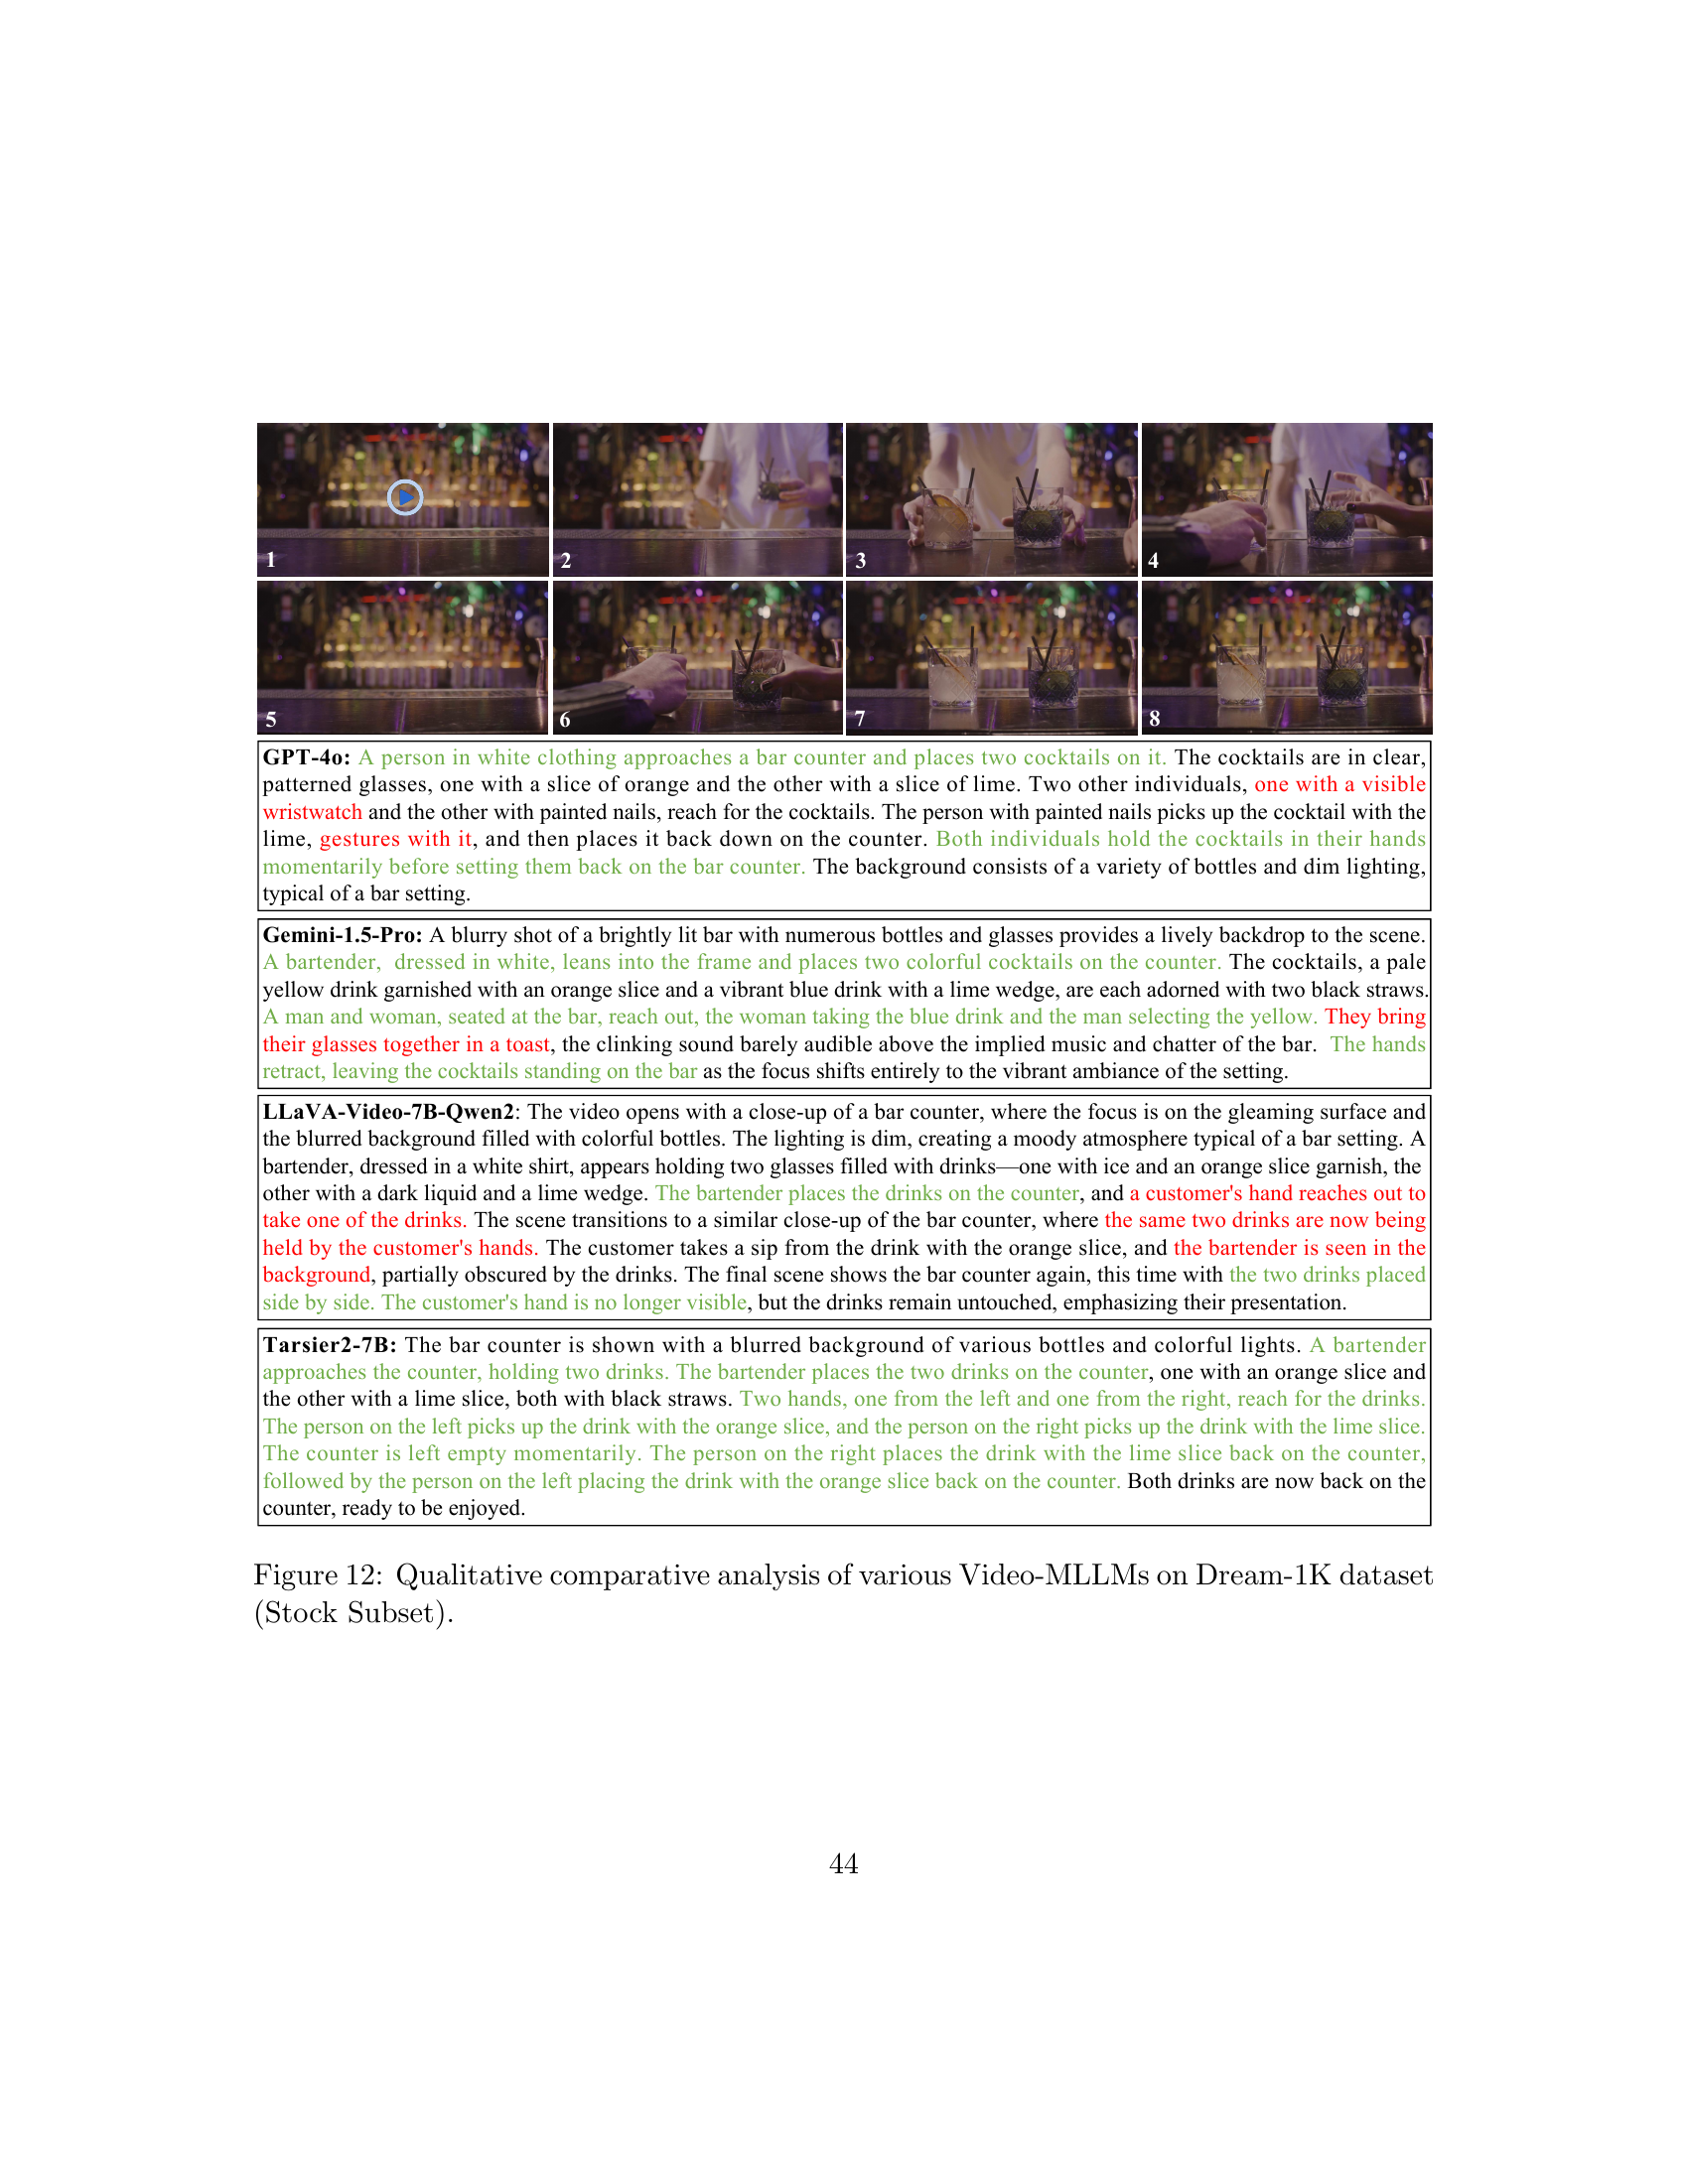 1
2
3
4
5
6
7
8
GPT-4o: A person in white clothing approaches a bar counter and places two cocktails on it. The cocktails are in clear,
patterned glasses, one with a slice of orange and the other with a slice of lime. Two other individuals, one with a visible
wristwatch and the other with painted nails, reach for the cocktails. The person with painted nails picks up the cocktail with the
lime, gestures with it, and then places it back down on the counter. Both individuals hold the cocktails in their hands
momentarily before setting them back on the bar counter. The background consists of a variety of bottles and dim lighting,
typical of a bar setting.
Gemini-1.5-Pro: A blurry shot of a brightly lit bar with numerous bottles and glasses provides a lively backdrop to the scene.
A bartender, dressed in white, leans into the frame and places two colorful cocktails on the counter. The cocktails, a pale
yellow drink garnished with an orange slice and a vibrant blue drink with a lime wedge, are each adorned with two black straws.
A man and woman, seated at the bar, reach out, the woman taking the blue drink and the man selecting the yellow. They bring
their glasses together in a toast, the clinking sound barely audible above the implied music and chatter of the bar. The hands
retract, leaving the cocktails standing on the bar as the focus shifts entirely to the vibrant ambiance of the setting.
LLaVA-Video-7B-Qwen2: The video opens with a close-up of a bar counter, where the focus is on the gleaming surface and
the blurred background filled with colorful bottles. The lighting is dim, creating a moody atmosphere typical of a bar setting. A
bartender, dressed in a white shirt, appears holding two glasses filled with drinks—one with ice and an orange slice garnish, the
other with a dark liquid and a lime wedge. The bartender places the drinks on the counter, and a customer's hand reaches out to
take one of the drinks. The scene transitions to a similar close-up of the bar counter, where the same two drinks are now being
held by the customer's hands. The customer takes a sip from the drink with the orange slice, and the bartender is seen in the
background, partially obscured by the drinks. The final scene shows the bar counter again, this time with the two drinks placed
side by side. The customer's hand is no longer visible, but the drinks remain untouched, emphasizing their presentation.
Tarsier2-7B: The bar counter is shown with a blurred background of various bottles and colorful lights. A bartender
approaches the counter, holding two drinks. The bartender places the two drinks on the counter, one with an orange slice and
the other with a lime slice, both with black straws. Two hands, one from the left and one from the right, reach for the drinks.
The person on the left picks up the drink with the orange slice, and the person on the right picks up the drink with the lime slice.
The counter is left empty momentarily. The person on the right places the drink with the lime slice back on the counter,
followed by the person on the left placing the drink with the orange slice back on the counter. Both drinks are now back on the
counter, ready to be enjoyed.
Figure 12: Qualitative comparative analysis of various Video-MLLMs on Dream-1K dataset
(Stock Subset).
44